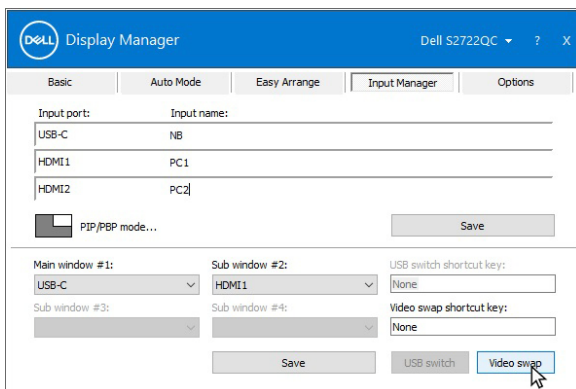 DELL Display Manager Dell S2722QC ? X
Basic Auto Mode Easy Arrange Input Manager Options
Input port: Input name:
USB-C NB
HDMI1 PC1
HDMI2 PC2
PIP/PBP mode... Save
Main window #1: Sub window #2: USB switch shortcut key:
USB-C HDMI1 None
Sub window #3: Sub window #4: Video swap shortcut key:
None
Save USB switch Video swap